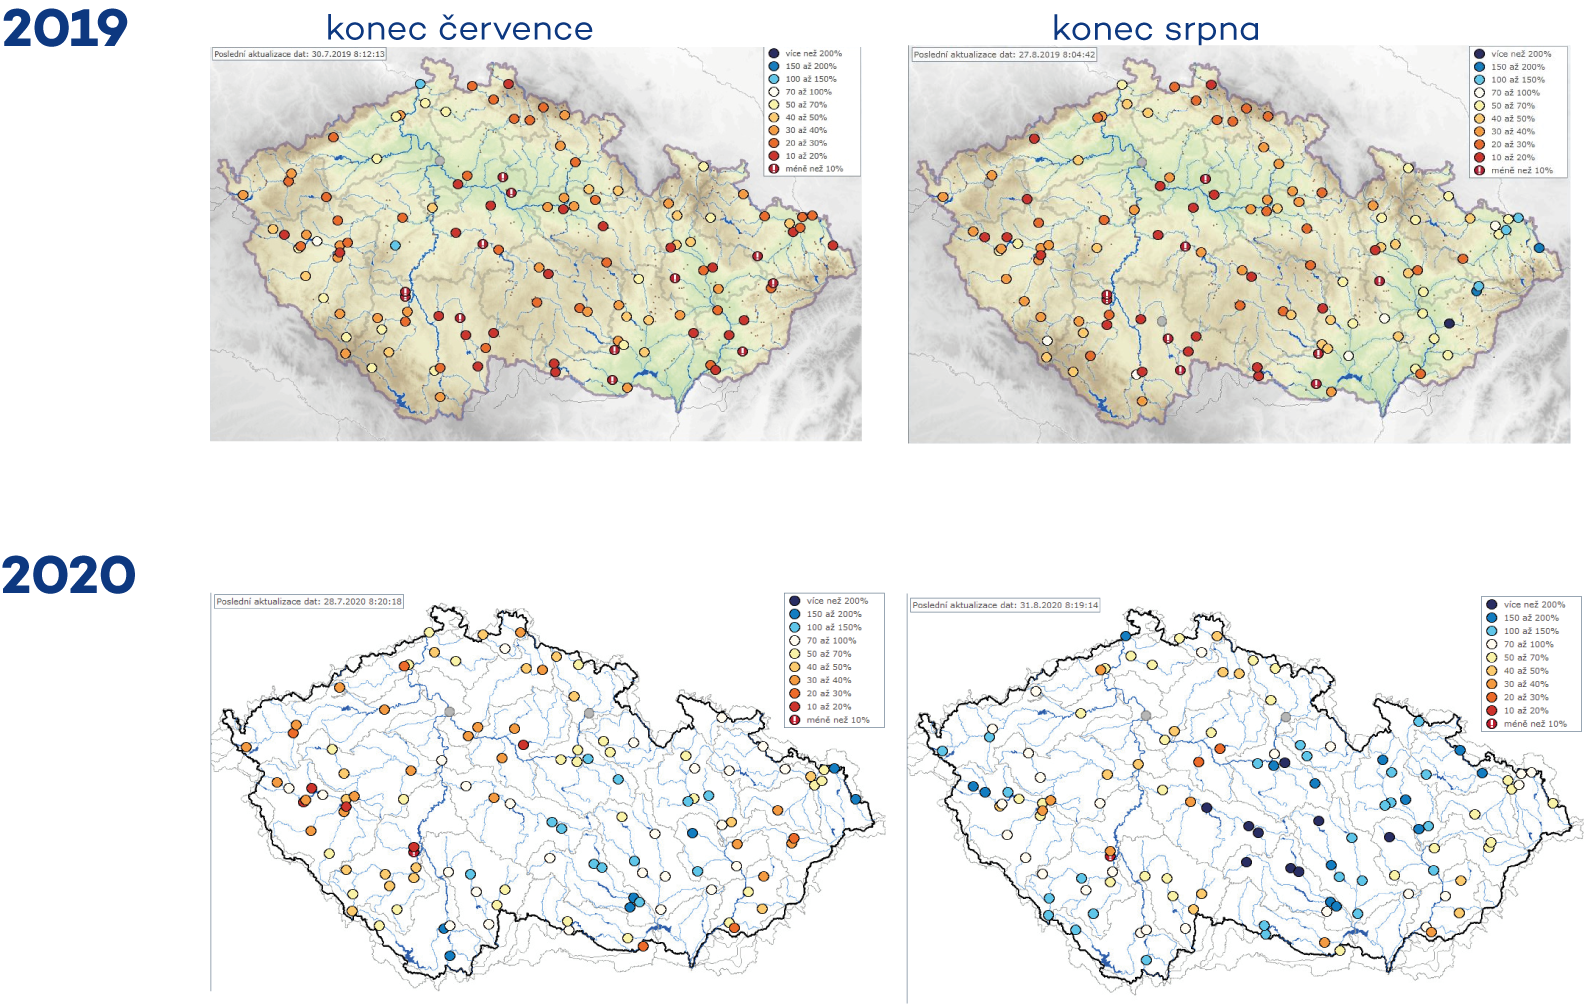 2019
konec července
konec srpna
Poslední aktualizace dat: 30.7.2019 8:12:13
více než 200%
150 až 200%
100 až 150%
70 až 100%
50 až 70%
40 až 50%
30 až 40%
20 až 30%
10 až 20%
méně než 10%
Poslední aktualizace dat: 27.8.2019 8:04:42
více než 200%
150 až 200%
100 až 150%
70 až 100%
50 až 70%
40 až 50%
30 až 40%
20 až 30%
10 až 20%
méně než 10%
2020
Poslední aktualizace dat: 28.7.2020 8:20:18
více než 200%
150 až 200%
100 až 150%
70 až 100%
50 až 70%
40 až 50%
30 až 40%
20 až 30%
10 až 20%
méně než 10%
Poslední aktualizace dat: 31.8.2020 8:19:14
více než 200%
150 až 200%
100 až 150%
70 až 100%
50 až 70%
40 až 50%
30 až 40%
20 až 30%
10 až 20%
méně než 10%